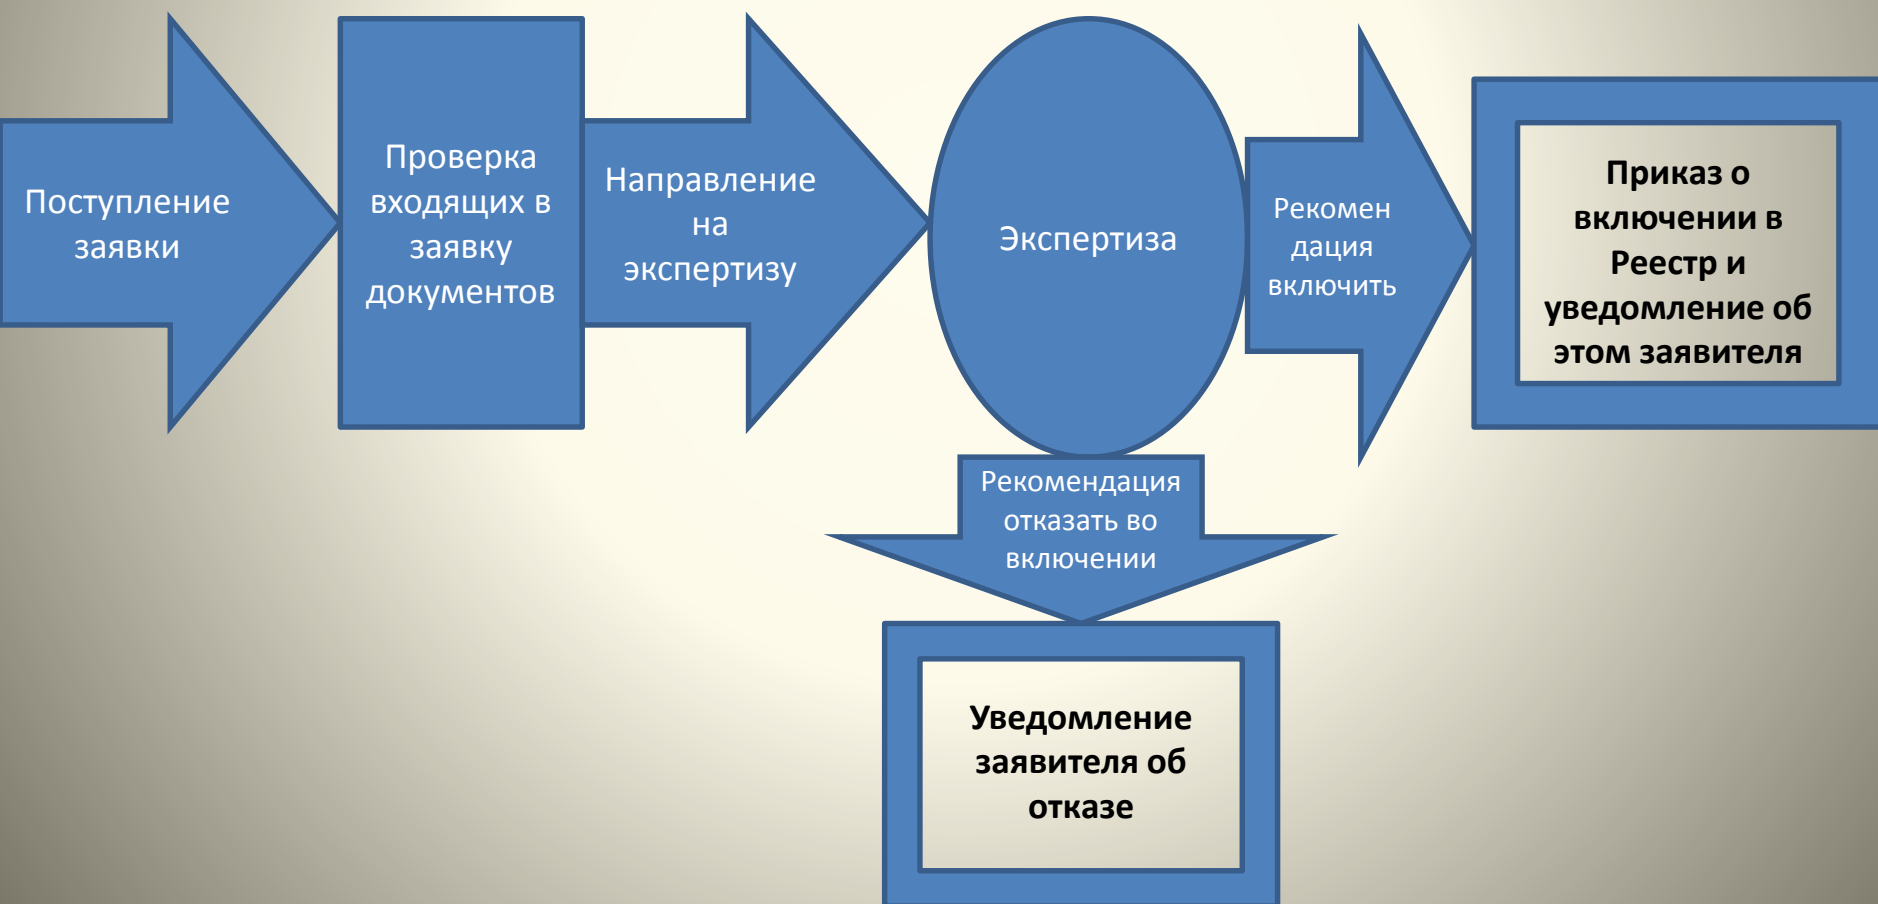 Поступление
заявки
Проверка
входящих в
заявку
документов
Направление
на
экспертизу
Экспертиза
Рекомен
дация
включить
Приказ о
включении в
Реестр и
уведомление об
этом заявителя
Рекомендация
отказать во
включении
Уведомление
заявителя об
отказе